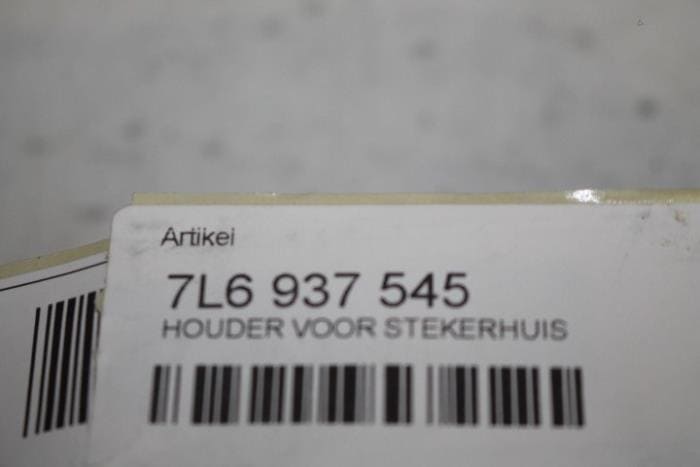 Artikel
7L6 937 545
HOUDER VOOR STEKERHUIS